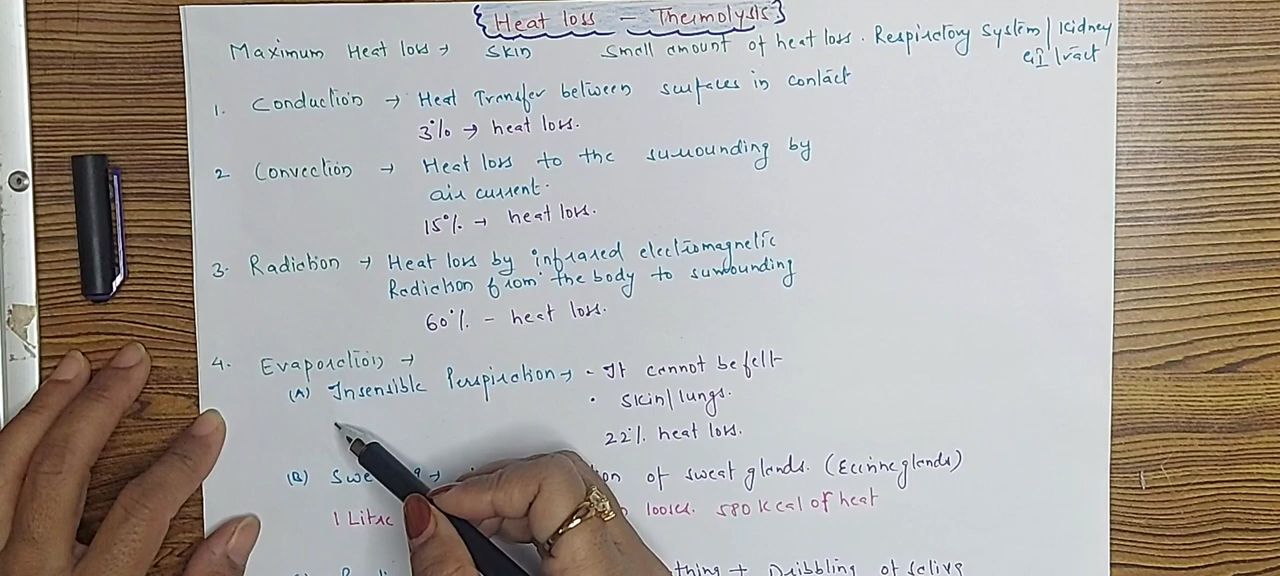 {Heat loss - Thermolysis}
Maximum Heat loss → Skin Small amount of heat loss. Respiratory System/Kidney
GI Tract
1. Conduction → Heat Transfer between surfaces in contact
3% → heat loss.
2 Convection → Heat loss to the surrounding by
air current.
15% → heat loss.
3. Radiation → Heat loss by infrared electromagnetic
Radiation from the body to surrounding
60% - heat loss.
4. Evaporation →
(A) Insensible Perspiration → - It cannot be felt
• Skin/lungs.
22% heat loss.
(B) of sweat glands. (Eccrine glands)
1 Litre looses. 580 kcal of heat
+ Dribbling of saliva